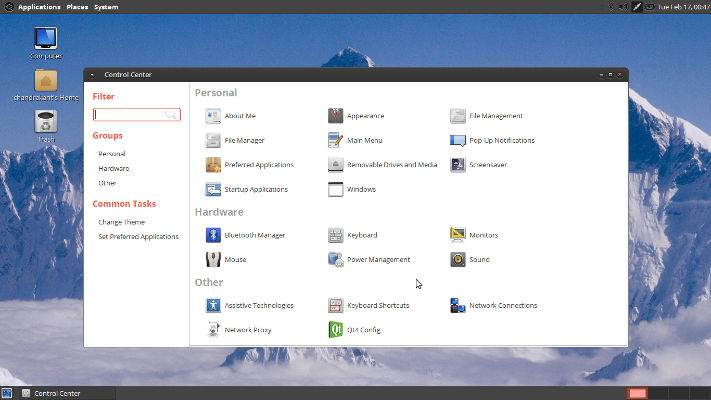 Applications Places System
Tue Feb 17, 00:47
Computer
chandrakant's Home
Trash
Control Center
Filter
Groups
Personal
Hardware
Other
Common Tasks
Change Theme
Set Preferred Applications
Personal
About Me
Appearance
File Management
File Manager
Main Menu
Pop-Up Notifications
Preferred Applications
Removable Drives and Media
Screensaver
Startup Applications
Windows
Hardware
Bluetooth Manager
Keyboard
Monitors
Mouse
Power Management
Sound
Other
Assistive Technologies
Keyboard Shortcuts
Network Connections
Network Proxy
Qt
Qt4 Config
Control Center